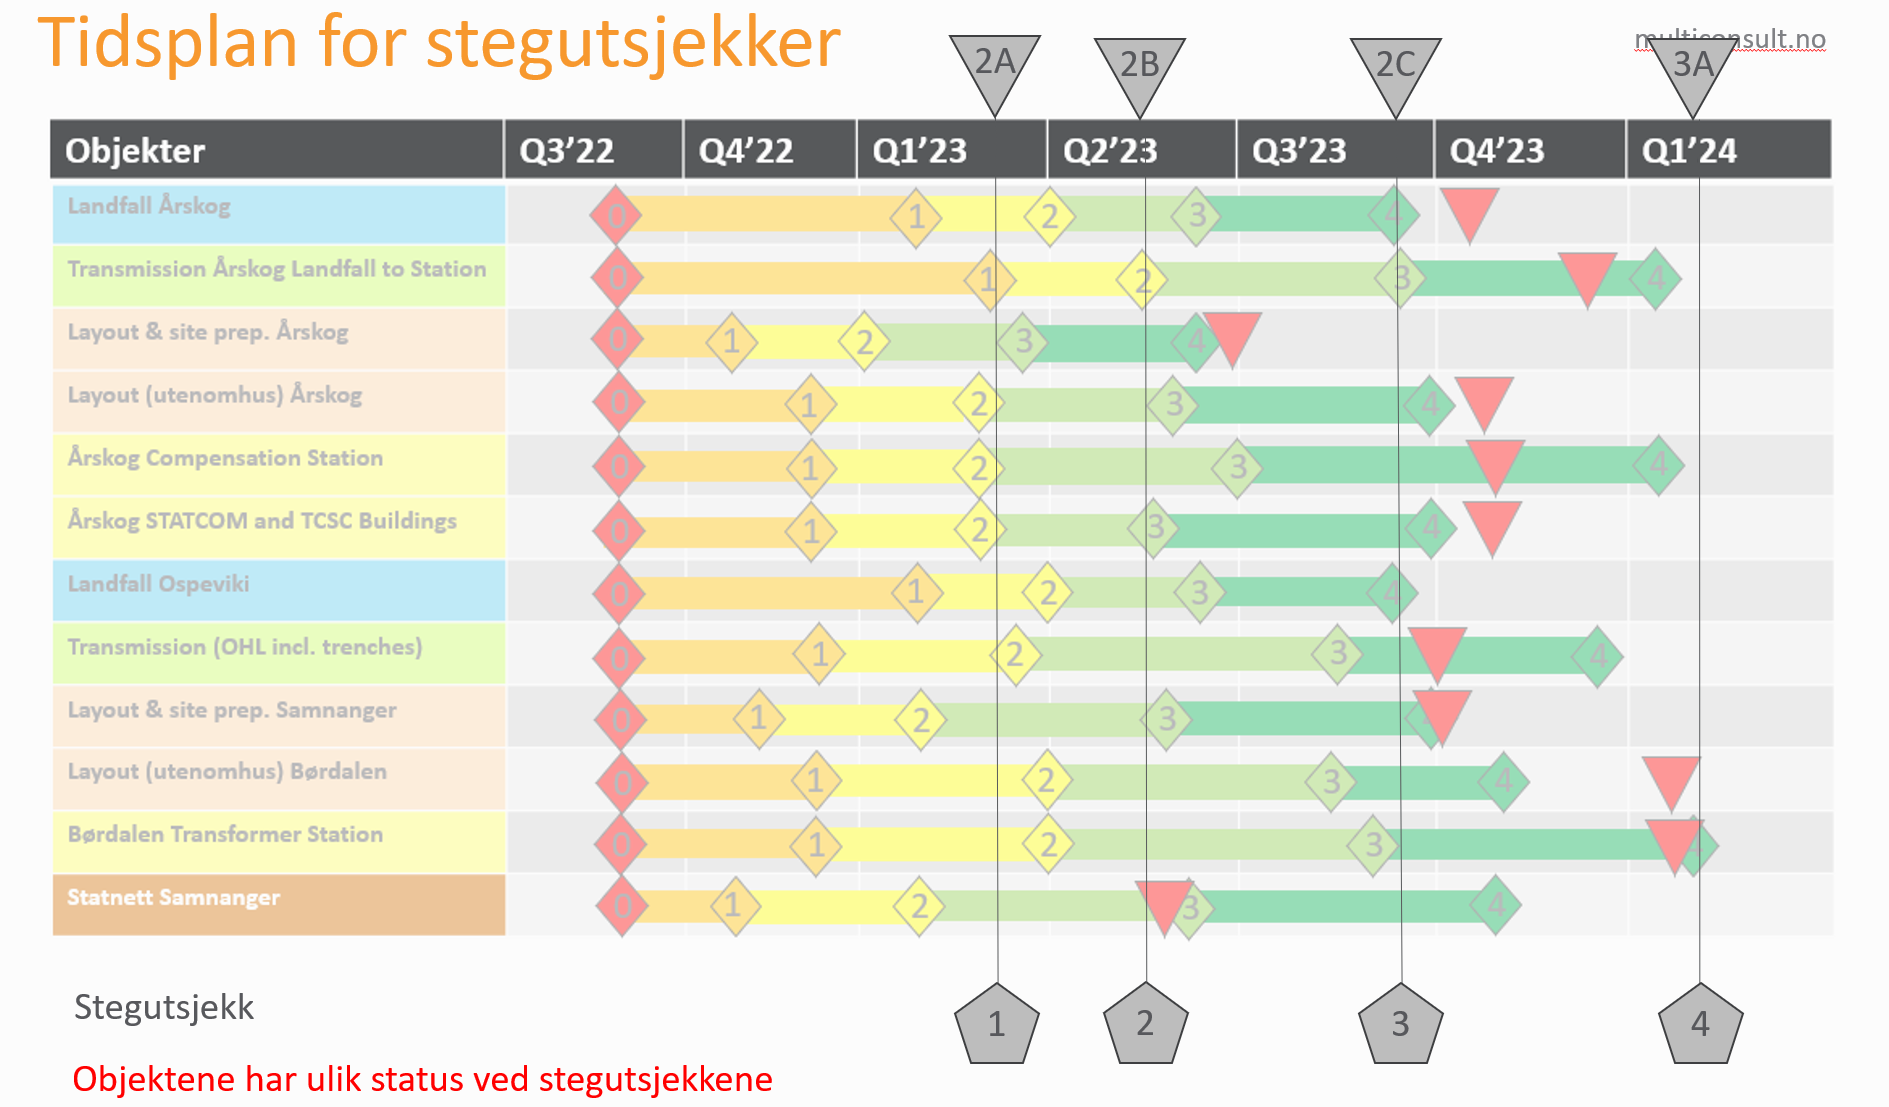 Tidsplan for stegutsjekker
multiconsult.no
2A 2B 2C 3A
Objekter Q3’22 Q4’22 Q1’23 Q2’23 Q3’23 Q4’23 Q1’24
Landfall Årskog 0 1 2 3 4
Transmission Årskog Landfall to Station 0 1 2 3 4
Layout & site prep. Årskog 0 1 2 3 4
Layout (utenomhus) Årskog 0 1 2 3 4
Årskog Compensation Station 0 1 2 3 4
Årskog STATCOM and TCSC Buildings 0 1 2 3 4
Landfall Ospeviki 0 1 2 3 4
Transmission (OHL incl. trenches) 0 1 2 3 4
Layout & site prep. Samnanger 0 1 2 3 4
Layout (utenomhus) Børdalen 0 1 2 3 4
Børdalen Transformer Station 0 1 2 3 4
Statnett Samnanger 0 1 2 3 4
Stegutsjekk 1 2 3 4
Objektene har ulik status ved stegutsjekkene